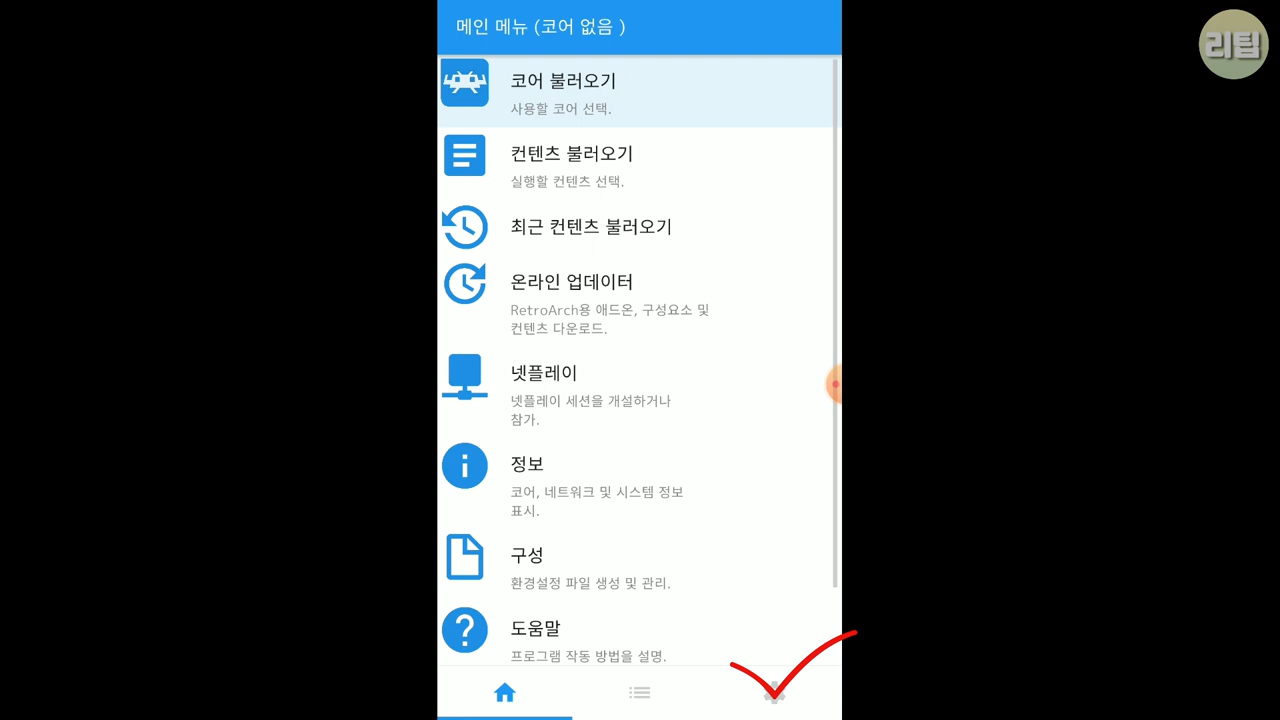 메인 메뉴 (코어 없음 )
리팁
코어 불러오기
사용할 코어 선택.
컨텐츠 불러오기
실행할 컨텐츠 선택.
최근 컨텐츠 불러오기
온라인 업데이터
RetroArch용 애드온, 구성요소 및
컨텐츠 다운로드.
넷플레이
넷플레이 세션을 개설하거나
참가.
정보
코어, 네트워크 및 시스템 정보
표시.
구성
환경설정 파일 생성 및 관리.
도움말
프로그램 작동 방법을 설명.